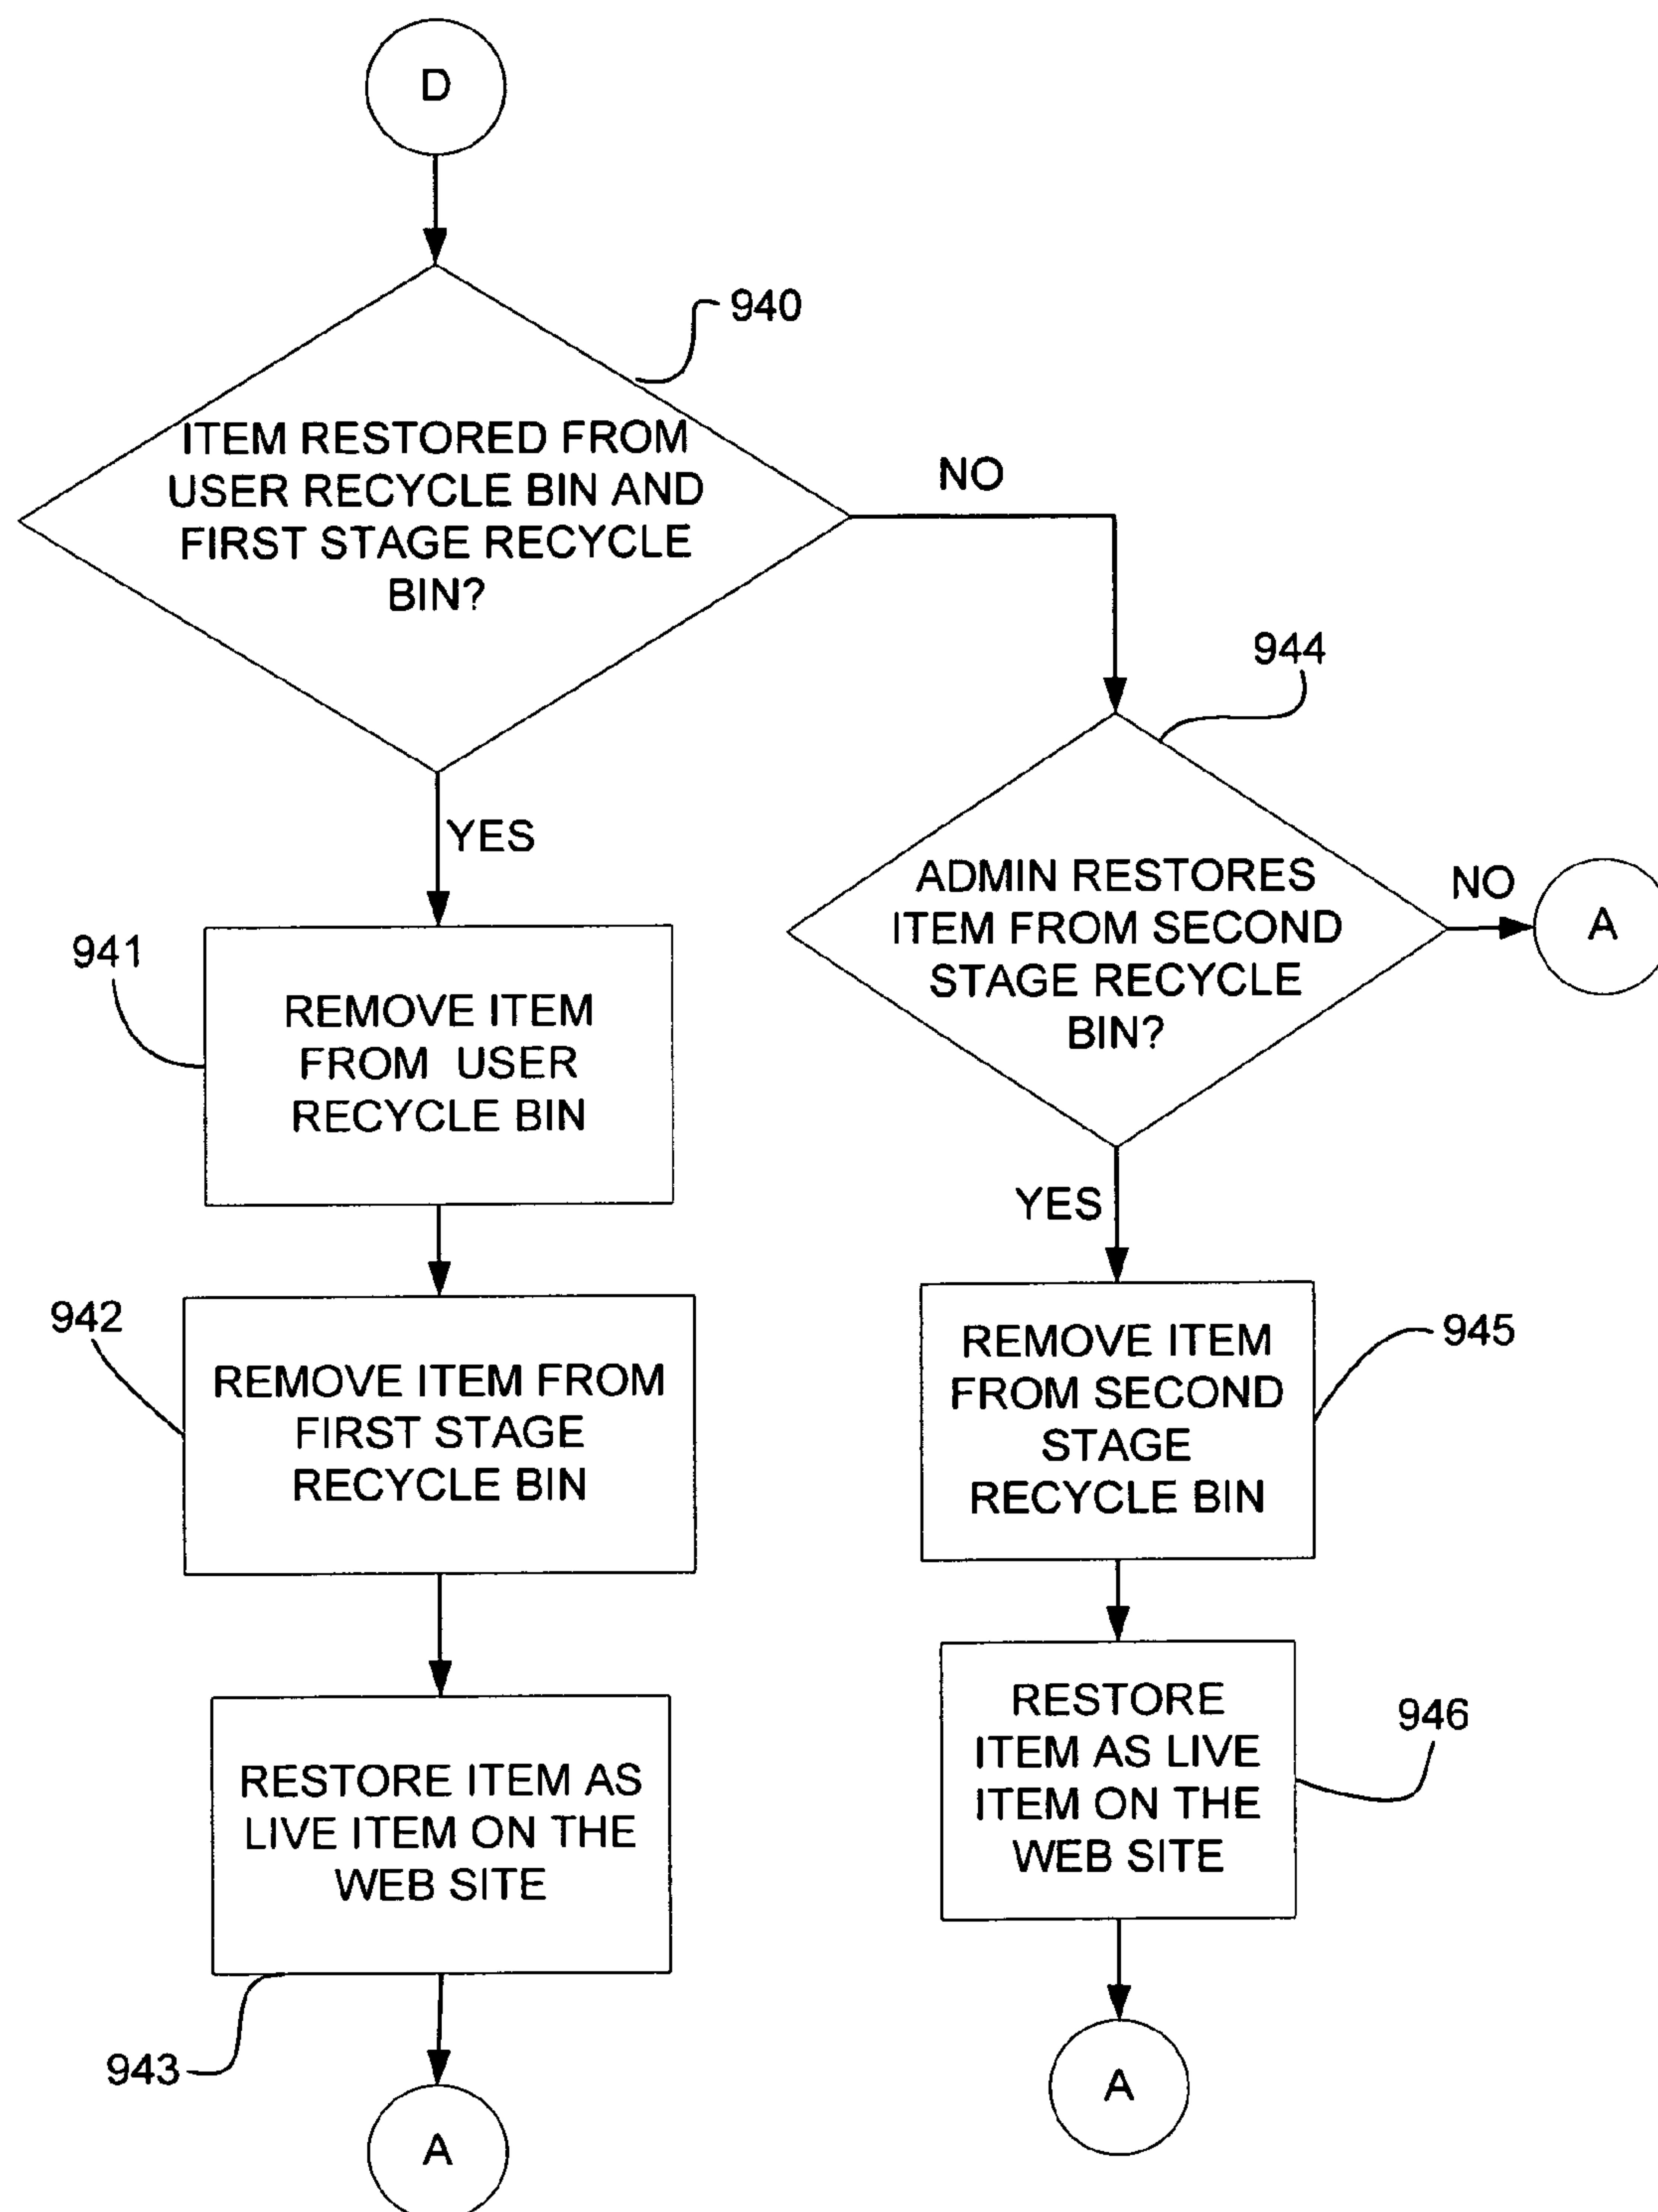 D
940
ITEM RESTORED FROM
USER RECYCLE BIN AND
FIRST STAGE RECYCLE
BIN?
NO
944
YES
ADMIN RESTORES
ITEM FROM SECOND
STAGE RECYCLE
BIN?
NO
A
941
REMOVE ITEM
FROM USER
RECYCLE BIN
YES
942
REMOVE ITEM FROM
FIRST STAGE
RECYCLE BIN
945
REMOVE ITEM
FROM SECOND
STAGE
RECYCLE BIN
RESTORE ITEM AS
LIVE ITEM ON THE
WEB SITE
943
946
RESTORE
ITEM AS LIVE
ITEM ON THE
WEB SITE
A
A